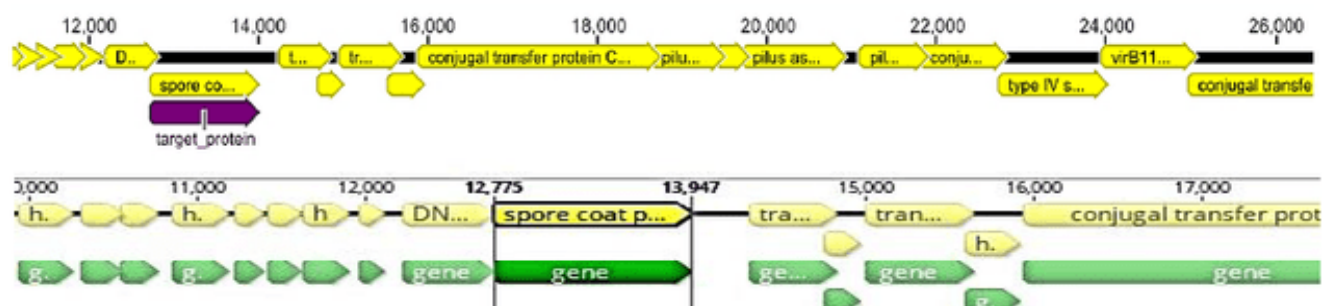 12,000 14,000 16,000 18,000 20,000 22,000 24,000 26,000
D.. t... tr... conjugal transfer protein C... pilu... pilus as... pil... conju... virB11...
spore co... type IV s... conjugal transfe
target_protein
0,000 11,000 12,000 12,775 13,947 15,000 16,000 17,000
h. h. h DN... spore coat p... tra... tran... conjugal transfer prot
h.
g. g. gene gene ge... gene gene
g